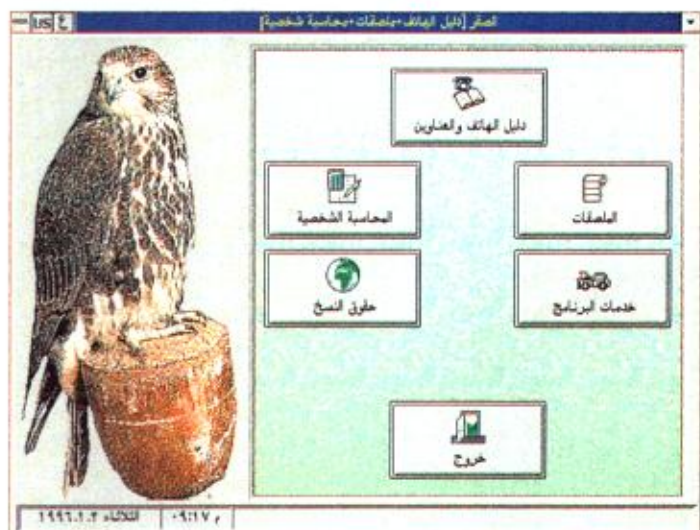 الصقر [دليل الهاتف+ملصقات+محاسبة شخصية]
US ع
دليل الهاتف والعناوين
الملصقات
المحاسبة الشخصية
خدمات البرنامج
حقوق النسخ
خروج
الثلاثاء ١٩٩٦.١.٢
٠٩:١٧ م